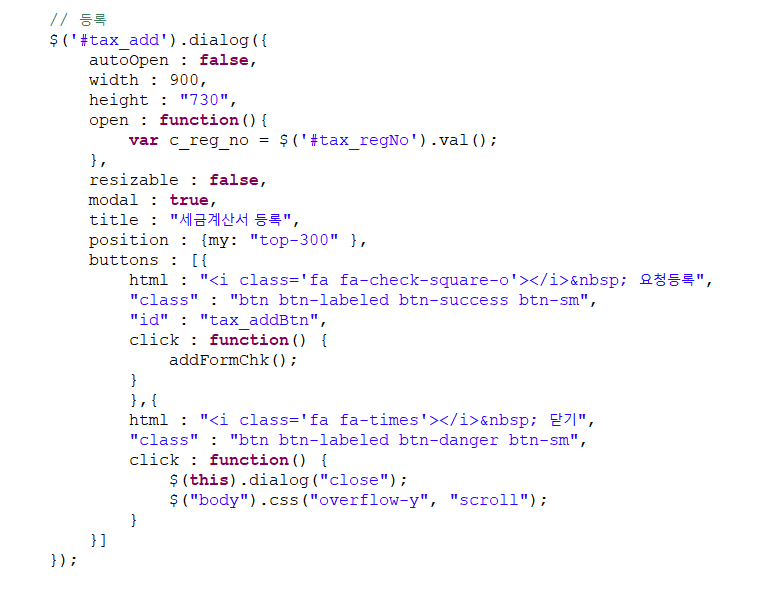 // 등록
$('#tax_add').dialog({
    autoOpen : false,
    width : 900,
    height : "730",
    open : function(){
        var c_reg_no = $('#tax_regNo').val();
    },
    resizable : false,
    modal : true,
    title : "세금계산서 등록",
    position : {my: "top-300" },
    buttons : [{
        html : "<i class='fa fa-check-square-o'></i>&nbsp; 요청등록",
        "class" : "btn btn-labeled btn-success btn-sm",
        "id" : "tax_addBtn",
        click : function() {
            addFormChk();
        }
        },{
        html : "<i class='fa fa-times'></i>&nbsp; 닫기",
        "class" : "btn btn-labeled btn-danger btn-sm",
        click : function() {
            $(this).dialog("close");
            $("body").css("overflow-y", "scroll");
        }
    }]
});